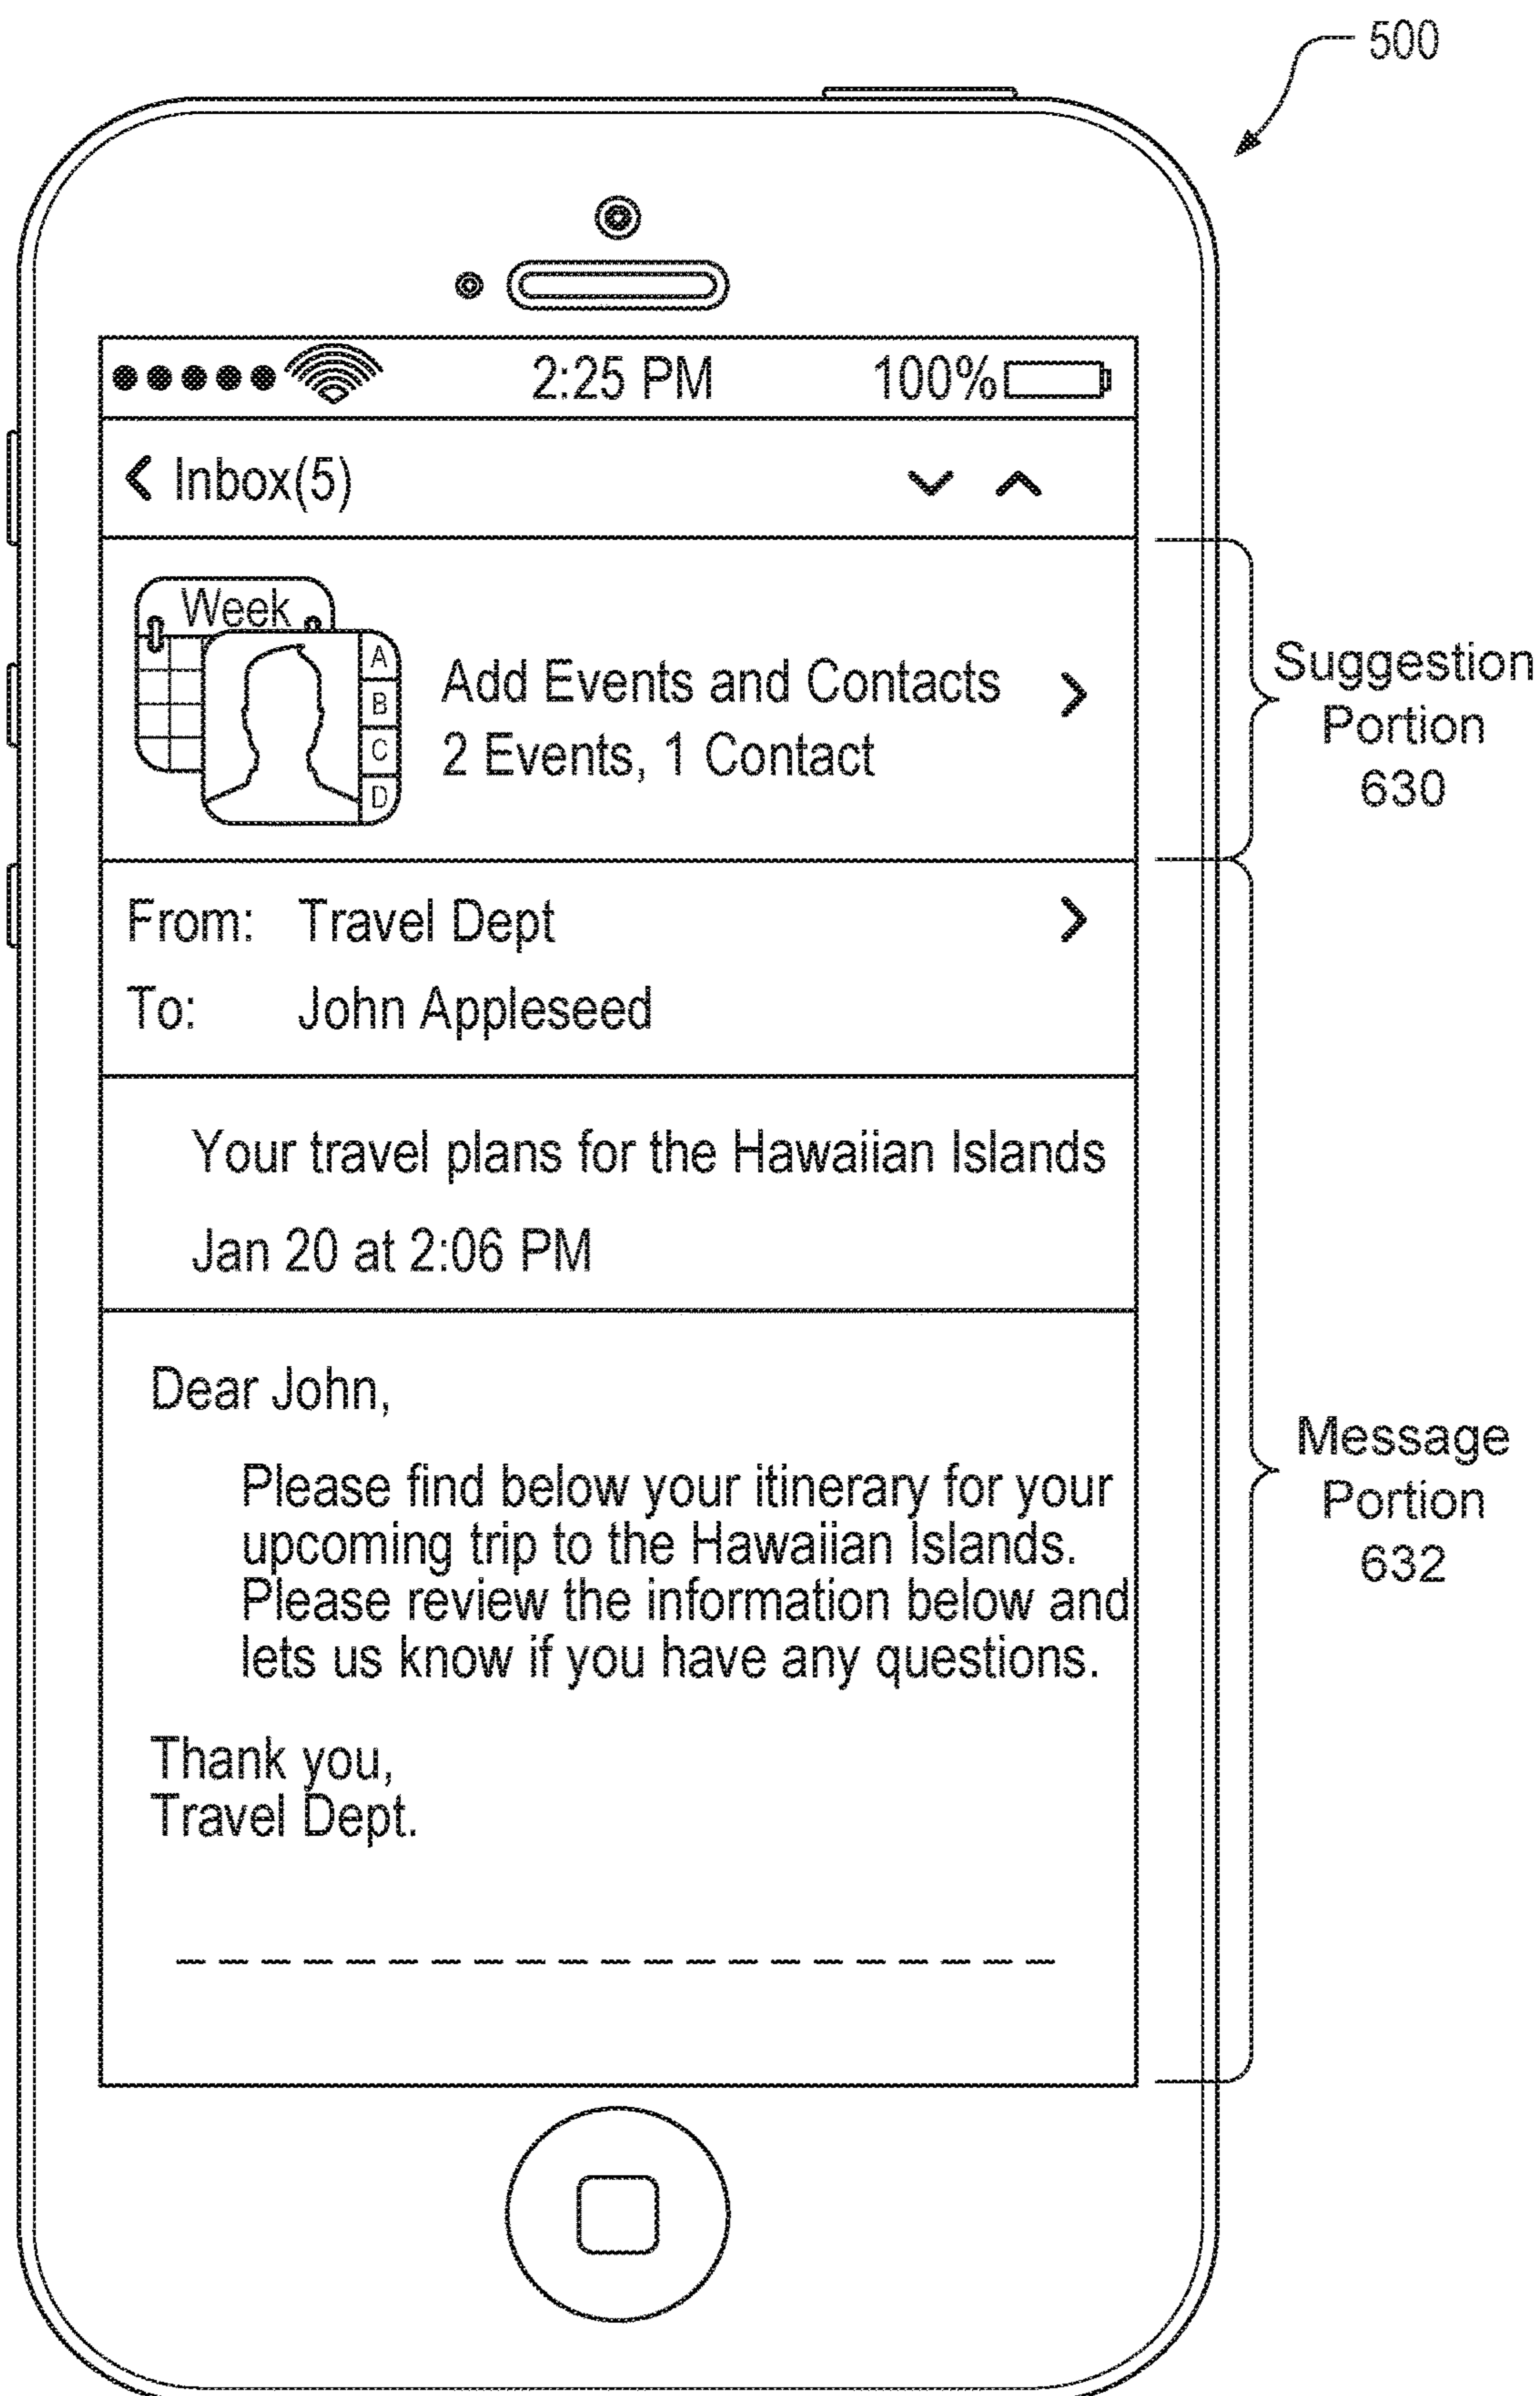 500
2:25 PM 100%
Inbox(5)
Week
A
B
C
D
Add Events and Contacts
2 Events, 1 Contact
Suggestion
Portion
630
From: Travel Dept
To: John Appleseed
Your travel plans for the Hawaiian Islands
Jan 20 at 2:06 PM
Dear John,
Please find below your itinerary for your
upcoming trip to the Hawaiian Islands.
Please review the information below and
lets us know if you have any questions.
Thank you,
Travel Dept.
Message
Portion
632